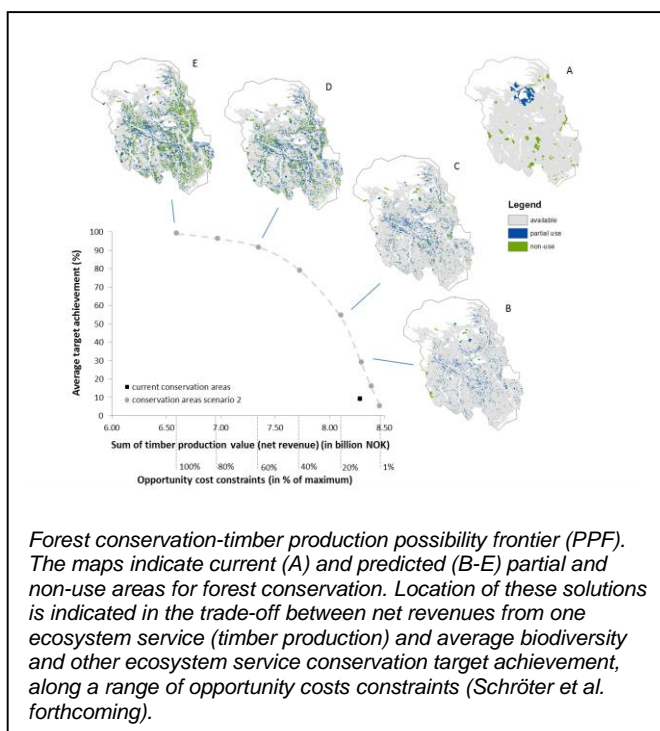 E
D
A
C
Legend
available
partial use
non-use
B
Average target achievement (%)
100
90
80
70
60
50
40
30
20
10
0
current conservation areas
conservation areas scenario 2
6.00 6.50 7.00 7.50 8.00 8.50
Sum of timber production value (net revenue) (in billion NOK)
100% 80% 60% 40% 20% 1%
Opportunity cost constraints (in % of maximum)
Forest conservation-timber production possibility frontier (PPF).
The maps indicate current (A) and predicted (B-E) partial and
non-use areas for forest conservation. Location of these solutions
is indicated in the trade-off between net revenues from one
ecosystem service (timber production) and average biodiversity
and other ecosystem service conservation target achievement,
along a range of opportunity costs constraints (Schröter et al.
forthcoming).